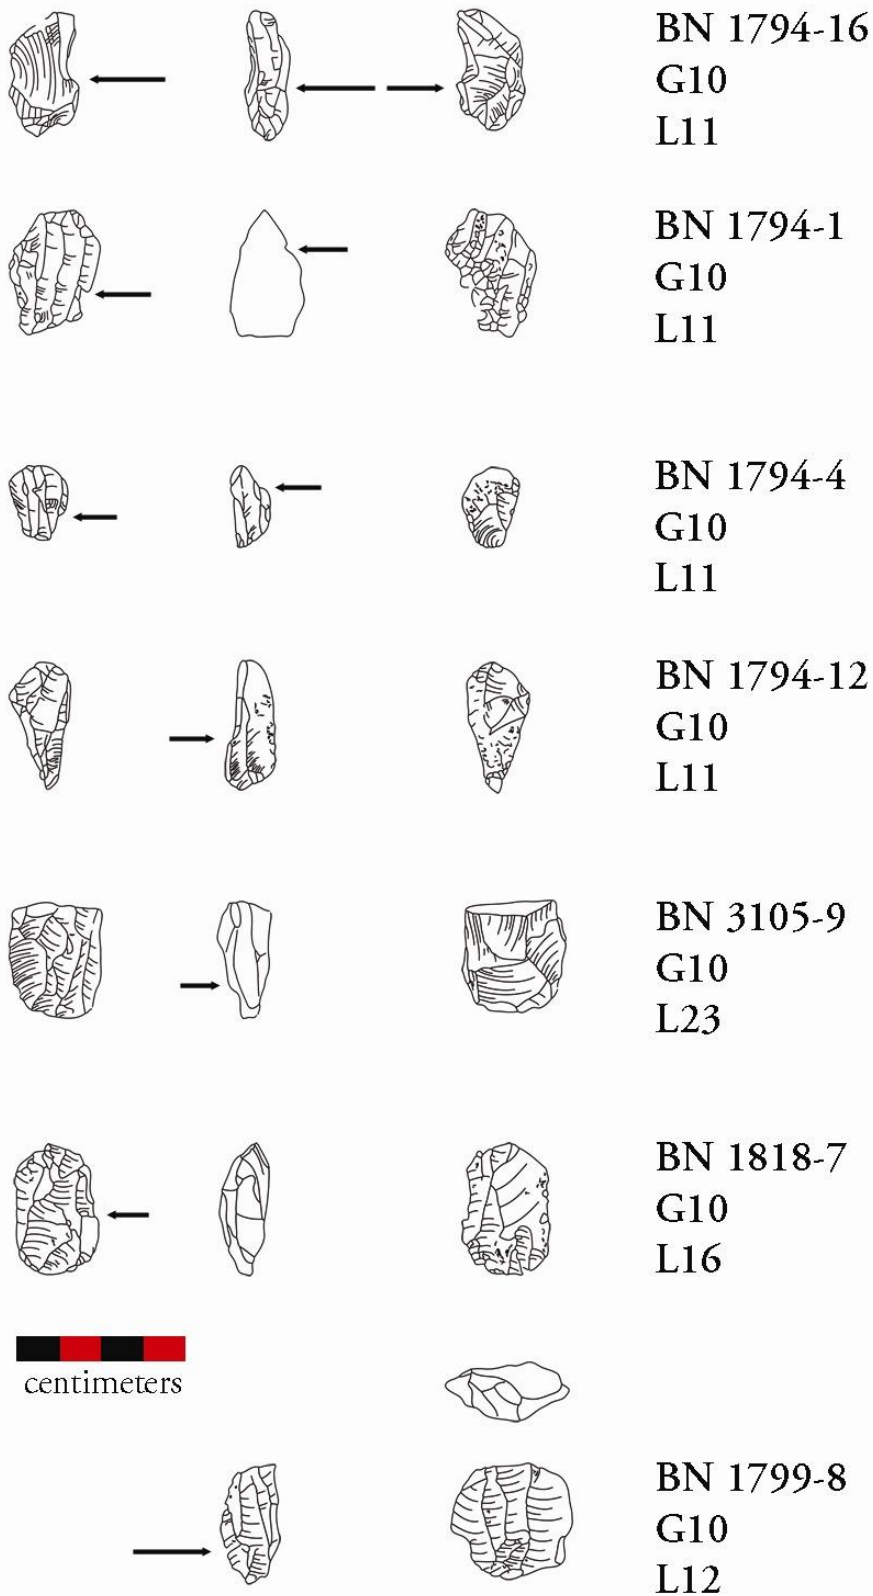 BN 1794-16
G10
L11
BN 1794-1
G10
L11
BN 1794-4
G10
L11
BN 1794-12
G10
L11
BN 3105-9
G10
L23
BN 1818-7
G10
L16
centimeters
BN 1799-8
G10
L12